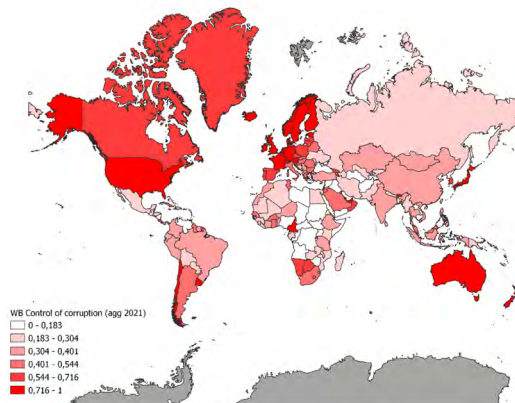 WB Control of corruption (agg 2021)
0 - 0,183
0,183 - 0,304
0,304 - 0,401
0,401 - 0,544
0,544 - 0,716
0,716 - 1